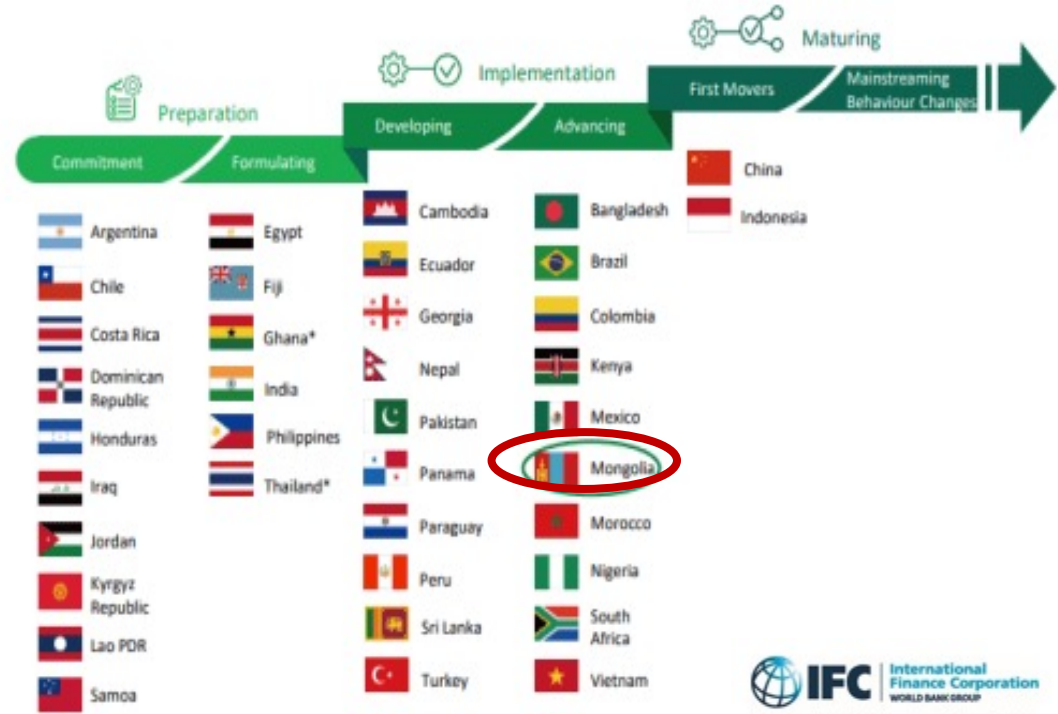 Preparation
Commitment
Formulating
Implementation
Developing
Advancing
Maturing
First Movers
Mainstreaming
Behaviour Changes
Argentina
Chile
Costa Rica
Dominican
Republic
Honduras
Iraq
Jordan
Kyrgyz
Republic
Lao PDR
Samoa
Egypt
Fiji
Ghana*
India
Philippines
Thailand*
Cambodia
Ecuador
Georgia
Nepal
Pakistan
Panama
Paraguay
Peru
Sri Lanka
Turkey
Bangladesh
Brazil
Colombia
Kenya
Mexico
Mongolia
Morocco
Nigeria
South
Africa
Vietnam
China
Indonesia
IFC
International
Finance Corporation
WORLD BANK GROUP